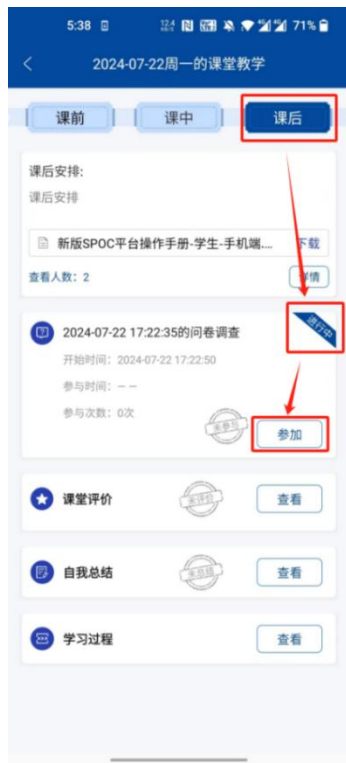 5:38 71%
2024-07-22周一的课堂教学
课前 课中 课后
课后安排:
课后安排
新版SPOC平台操作手册-学生-手机端.... 下载
查看人数: 2 详情
进行中
2024-07-22 17:22:35的问卷调查
开始时间: 2024-07-22 17:22:50
参与时间: — —
参与次数: 0次 未参与 参加
课堂评价 未评价 查看
自我总结 未总结 查看
学习过程 查看